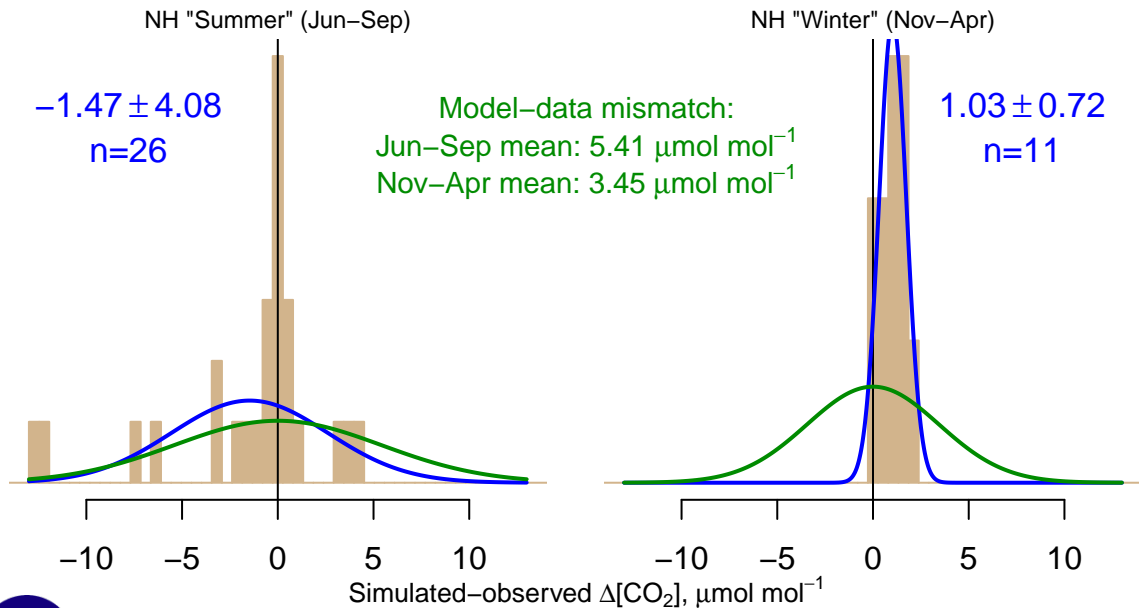 NH "Summer" (Jun−Sep)
NH "Winter" (Nov−Apr)
−1.47 ± 4.08
n=26
Model−data mismatch:
Jun−Sep mean: 5.41 μmol mol⁻¹
Nov−Apr mean: 3.45 μmol mol⁻¹
1.03 ± 0.72
n=11
−10 −5 0 5 10
−10 −5 0 5 10
Simulated−observed Δ[CO₂], μmol mol⁻¹